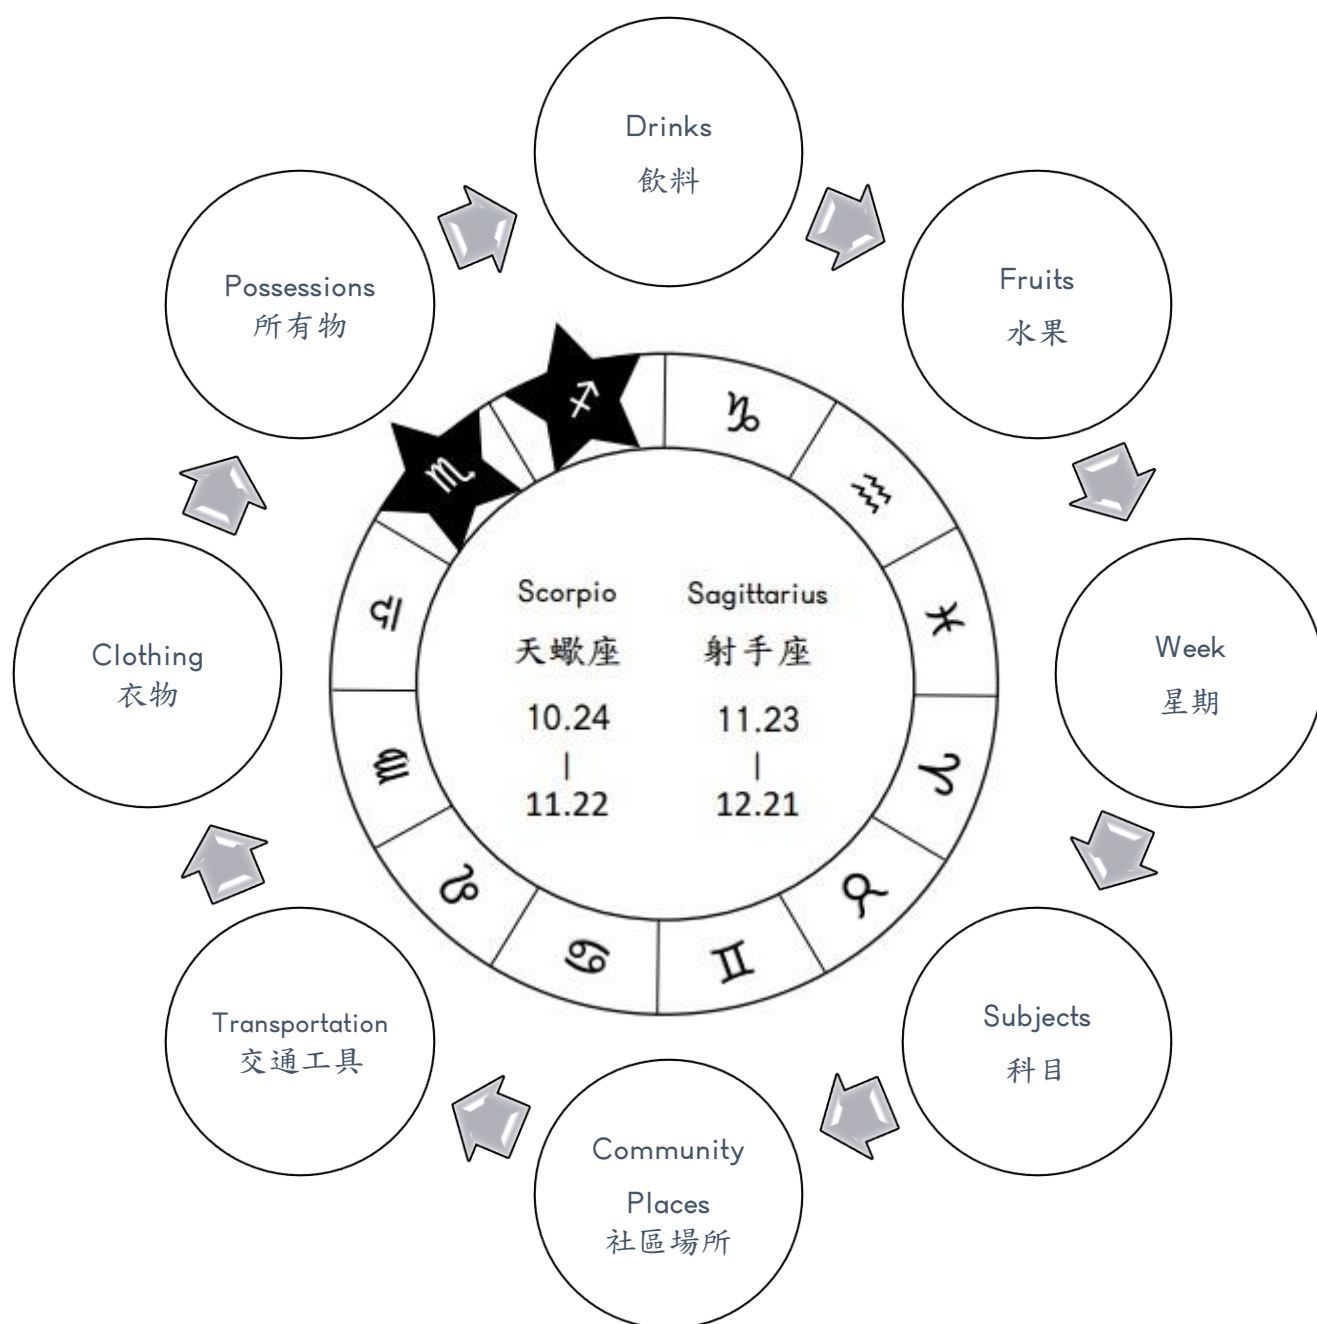 Drinks
飲料
Fruits
水果
Week
星期
Subjects
科目
Community
Places
社區場所
Transportation
交通工具
Clothing
衣物
Possessions
所有物
♐
♑
♒
♓
♈
♉
♊
♋
♌
♍
♎
♏
Scorpio
天蠍座
10.24
|
11.22
Sagittarius
射手座
11.23
|
12.21